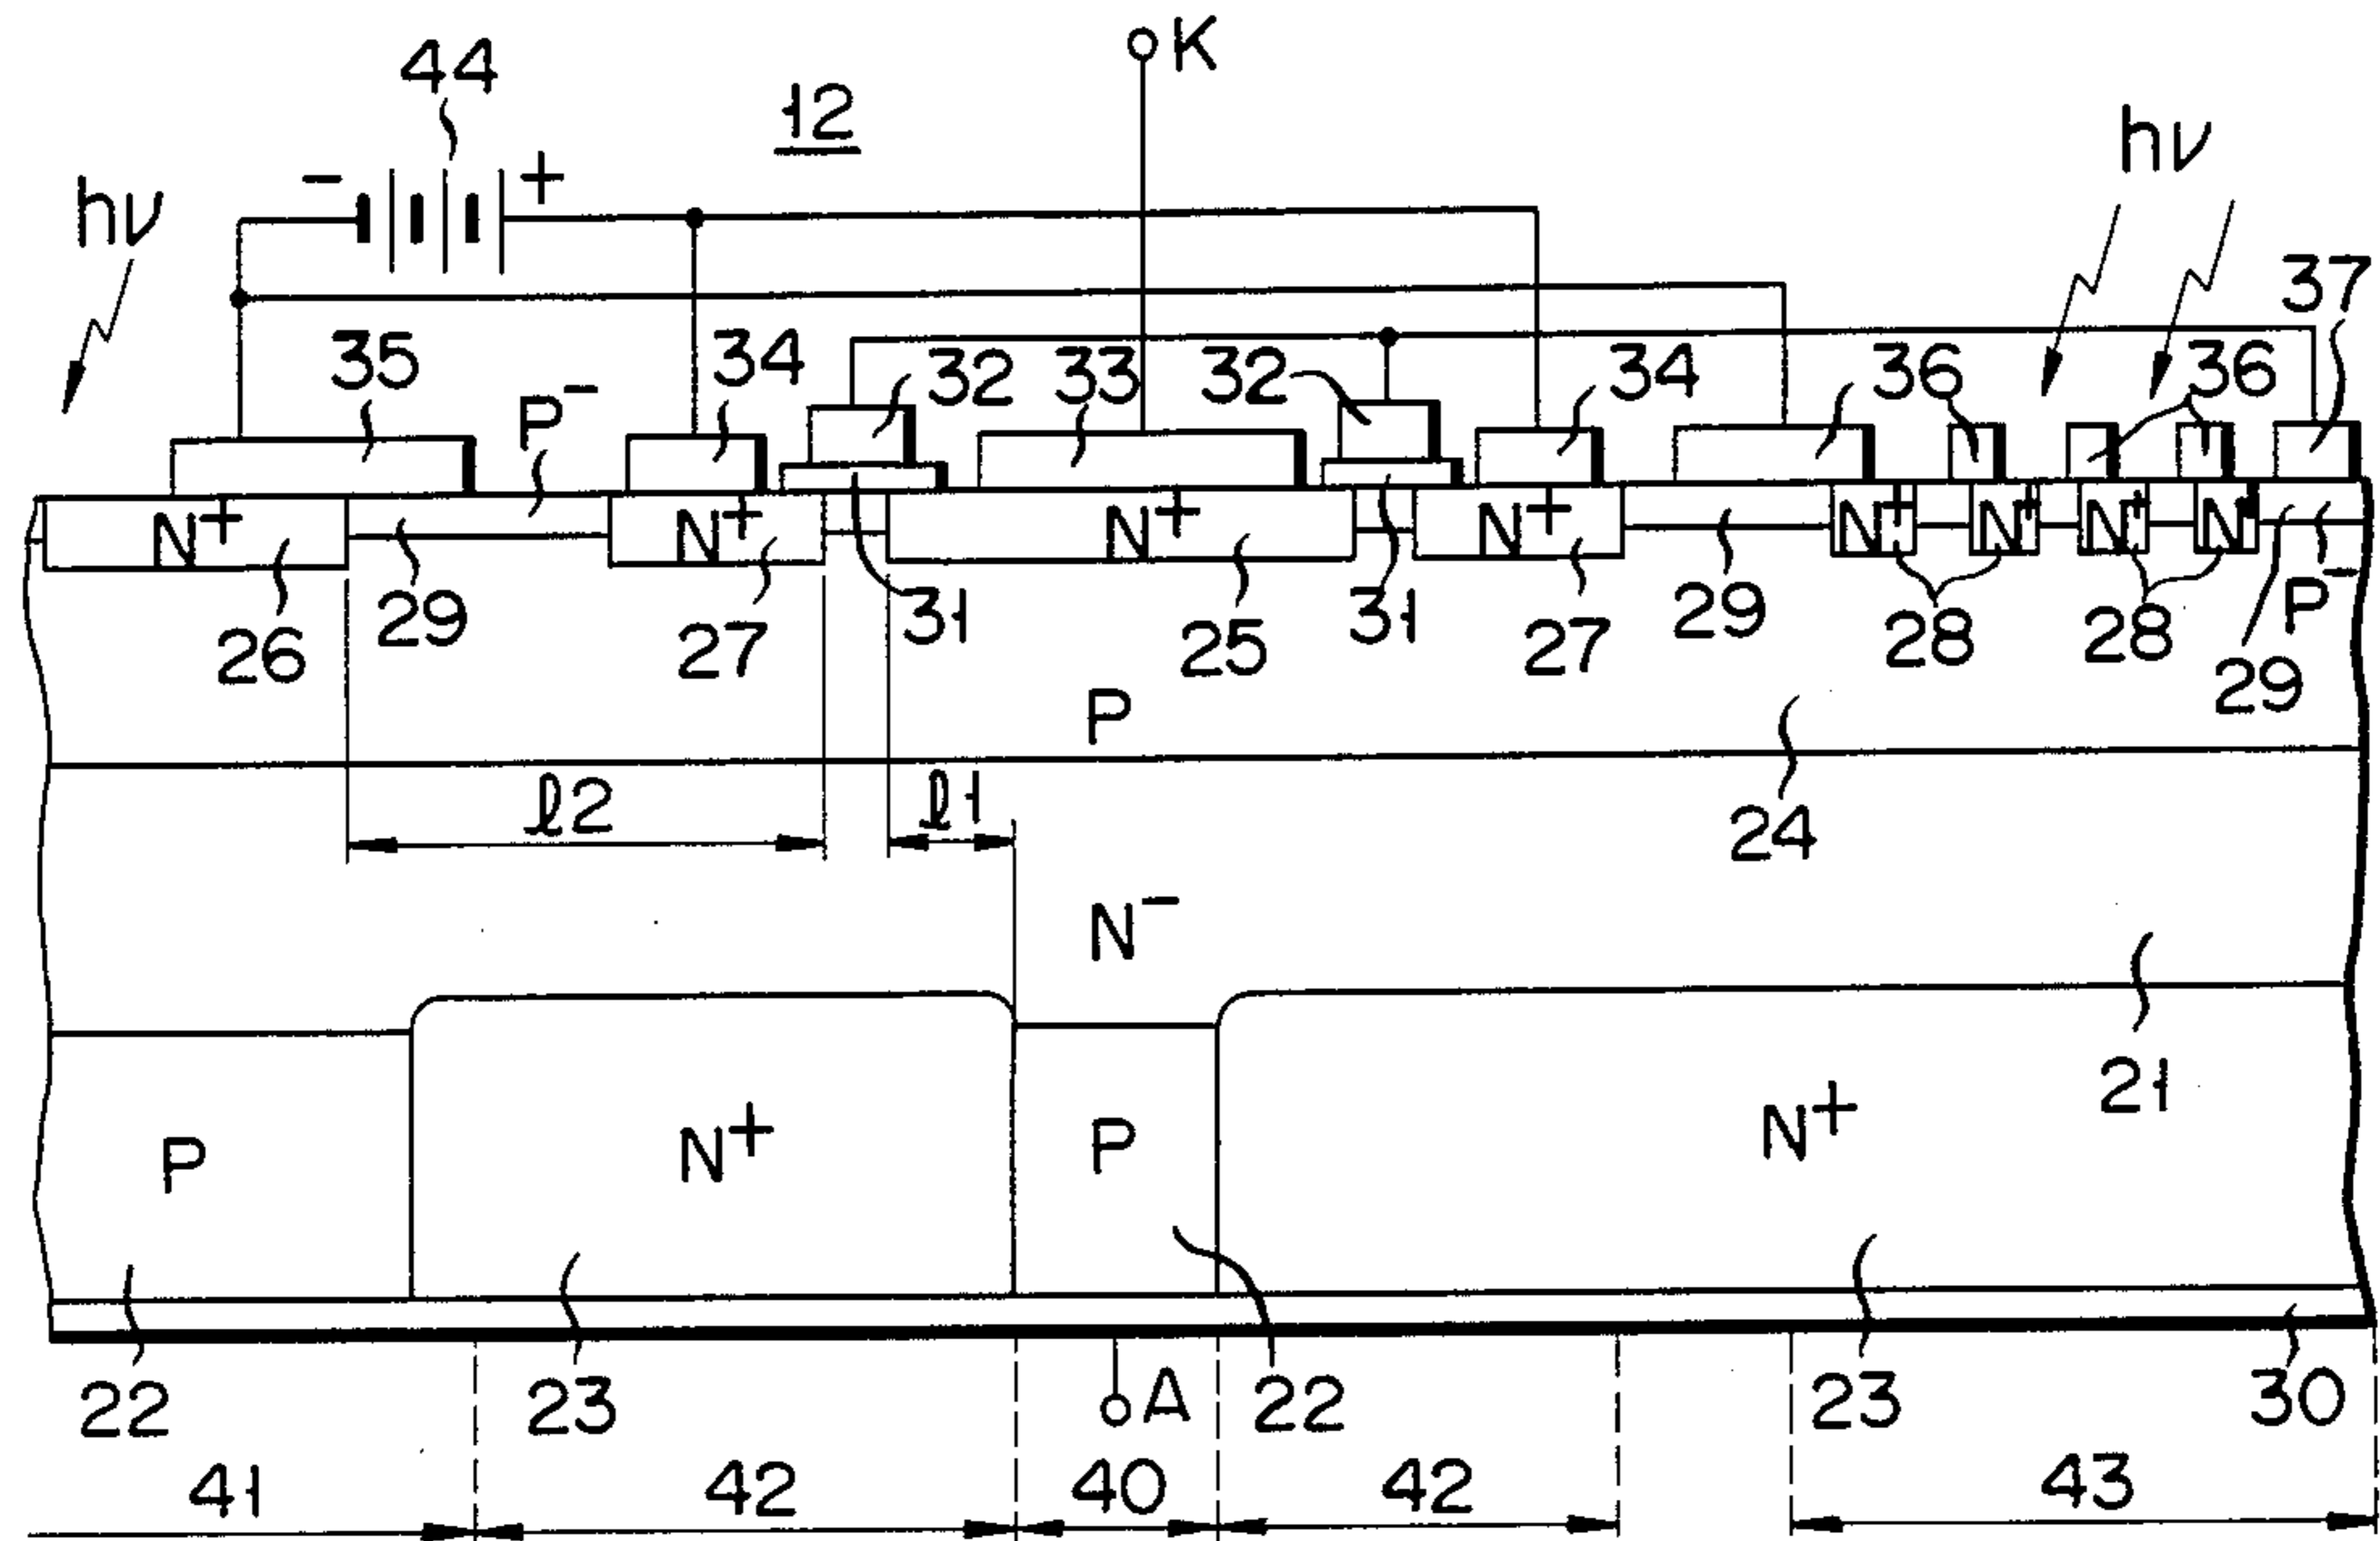 K
44
12
hν
− +
hν
37
35 34 32 33 32 34 36 36 36
P⁻
N⁺ N⁺ N⁺ N⁺ N⁺ N⁺ N⁺ N⁺
26 29 27 31 25 31 27 29 28 28 29 P⁻
P
24
ℓ2 ℓ1
N⁻
21
P N⁺ P N⁺
22 23 A 22 23 30
41 42 40 42 43